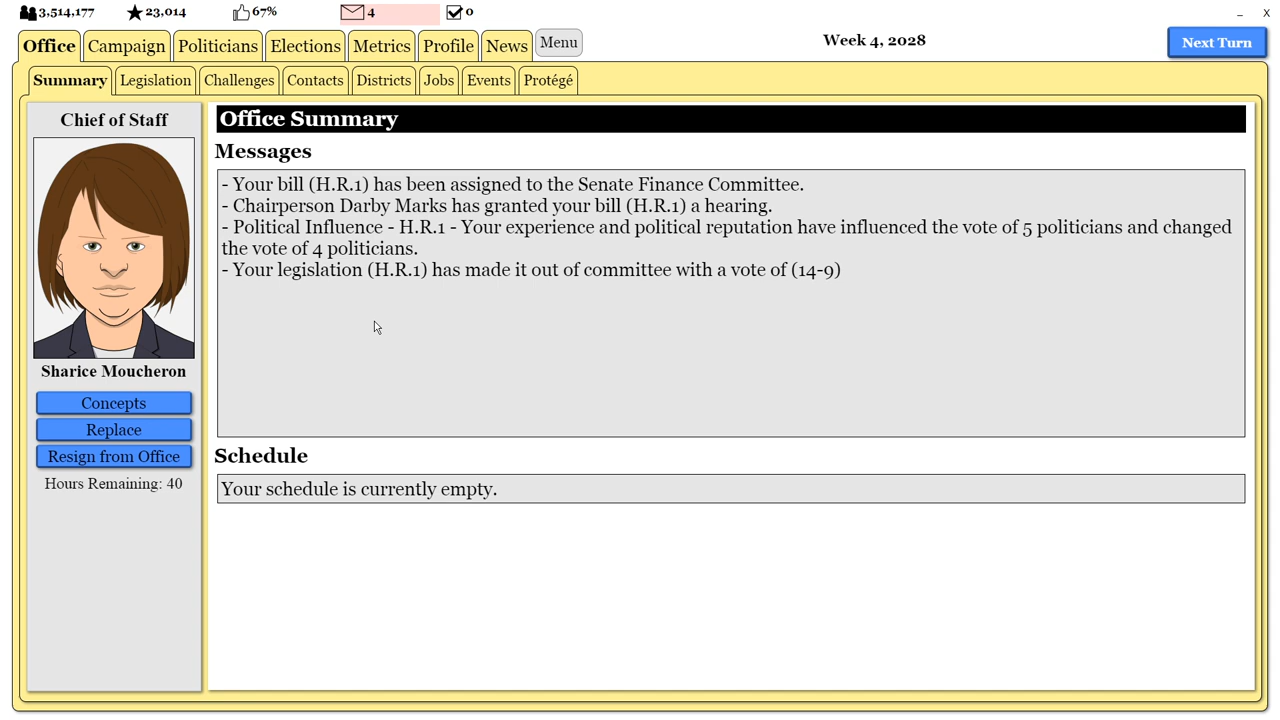 3,514,177 23,014 67% 4 0 _ X
Office Campaign Politicians Elections Metrics Profile News Menu Week 4, 2028 Next Turn
Summary Legislation Challenges Contacts Districts Jobs Events Protégé
Chief of Staff
Sharice Moucheron
Concepts
Replace
Resign from Office
Hours Remaining: 40
Office Summary
Messages
- Your bill (H.R.1) has been assigned to the Senate Finance Committee.
- Chairperson Darby Marks has granted your bill (H.R.1) a hearing.
- Political Influence - H.R.1 - Your experience and political reputation have influenced the vote of 5 politicians and changed
the vote of 4 politicians.
- Your legislation (H.R.1) has made it out of committee with a vote of (14-9)
Schedule
Your schedule is currently empty.